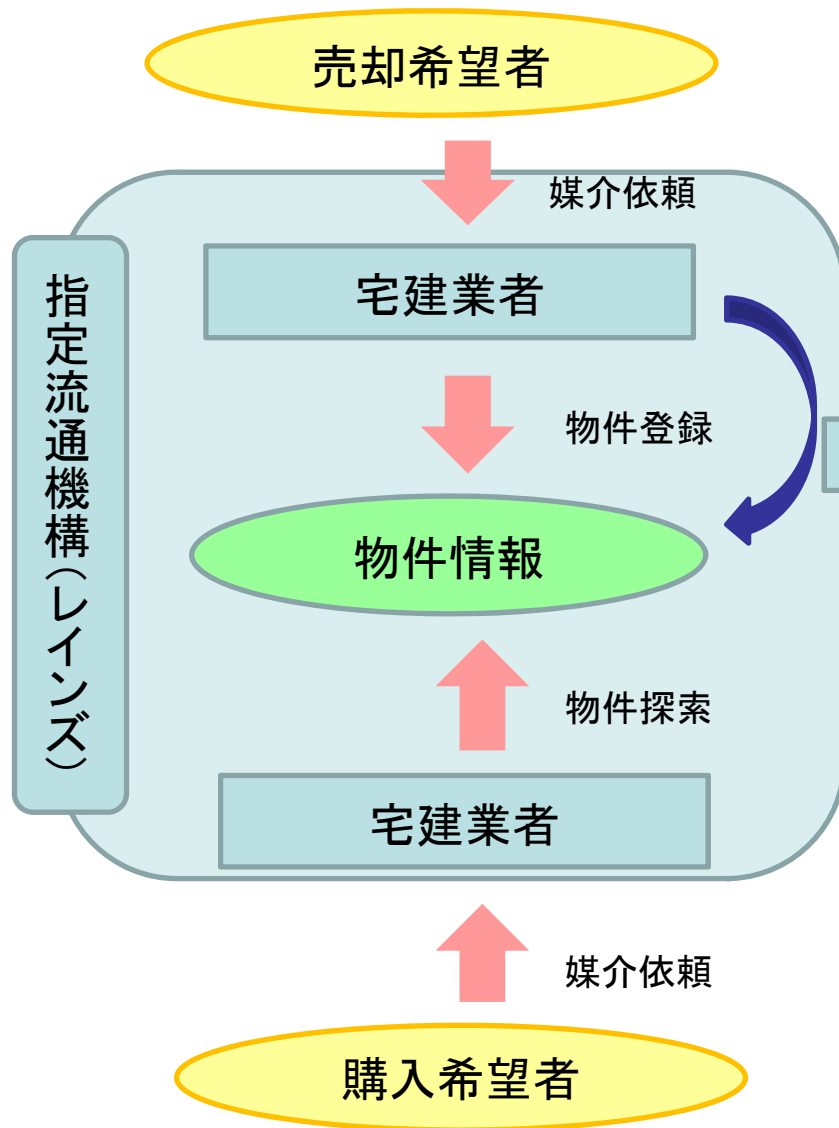 売却希望者
媒介依頼
宅建業者
指定流通機構(レインズ)
物件登録
物件情報
物件探索
宅建業者
媒介依頼
購入希望者